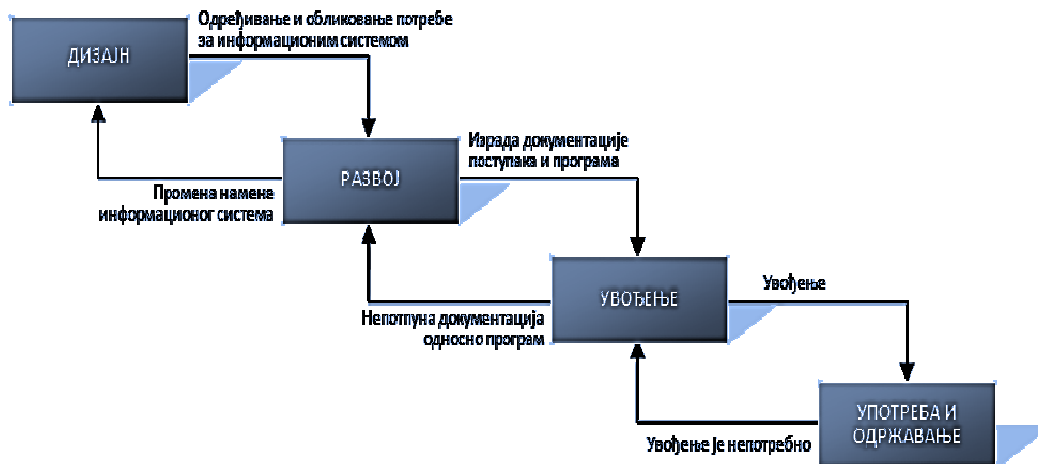 Одређивање и обликовање потребе
за информационим системом
ДИЗАЈН
Израда документације
поступака и програма
РАЗВОЈ
Промена намене
информационог система
УВОЂЕЊЕ
Увођење
Непотпуна документација
односно програм
УПОТРЕБА И
ОДРЖАВАЊЕ
Увођење је непотребно